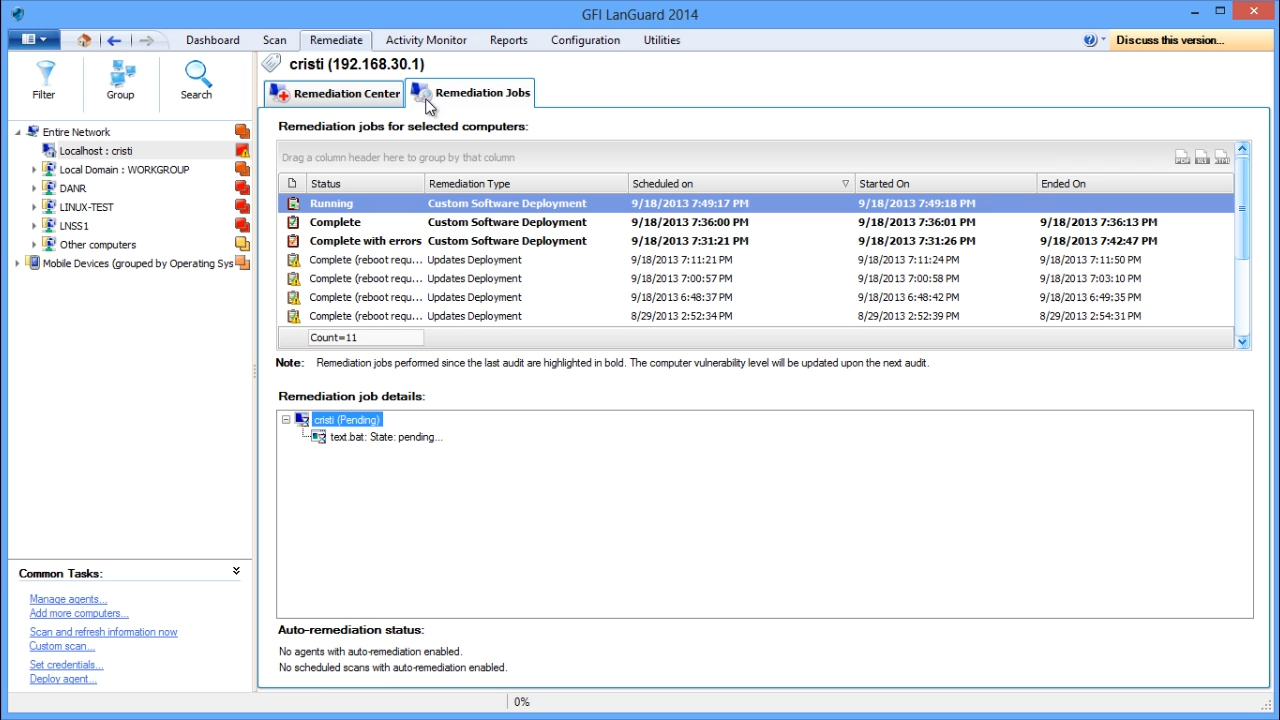 GFI LanGuard 2014
Dashboard Scan Remediate Activity Monitor Reports Configuration Utilities Discuss this version...
Filter Group Search
cristi (192.168.30.1)
Remediation Center Remediation Jobs
Entire Network
Localhost : cristi
Local Domain : WORKGROUP
DANR
LINUX-TEST
LNSS1
Other computers
Mobile Devices (grouped by Operating Sys
Remediation jobs for selected computers:
Drag a column header here to group by that column
Status Remediation Type Scheduled on Started On Ended On
Running Custom Software Deployment 9/18/2013 7:49:17 PM 9/18/2013 7:49:18 PM
Complete Custom Software Deployment 9/18/2013 7:36:00 PM 9/18/2013 7:36:01 PM 9/18/2013 7:36:13 PM
Complete with errors Custom Software Deployment 9/18/2013 7:31:21 PM 9/18/2013 7:31:26 PM 9/18/2013 7:42:47 PM
Complete (reboot requ... Updates Deployment 9/18/2013 7:11:21 PM 9/18/2013 7:11:24 PM 9/18/2013 7:11:50 PM
Complete (reboot requ... Updates Deployment 9/18/2013 7:00:57 PM 9/18/2013 7:00:58 PM 9/18/2013 7:03:10 PM
Complete (reboot requ... Updates Deployment 9/18/2013 6:48:37 PM 9/18/2013 6:48:42 PM 9/18/2013 6:49:35 PM
Complete (reboot requ... Updates Deployment 8/29/2013 2:52:34 PM 8/29/2013 2:52:39 PM 8/29/2013 2:54:31 PM
Count=11
Note: Remediation jobs performed since the last audit are highlighted in bold. The computer vulnerability level will be updated upon the next audit.
Remediation job details:
cristi (Pending)
text.bat: State: pending...
Common Tasks:
Manage agents...
Add more computers...
Scan and refresh information now
Custom scan...
Set credentials...
Deploy agent...
Auto-remediation status:
No agents with auto-remediation enabled.
No scheduled scans with auto-remediation enabled.
0%